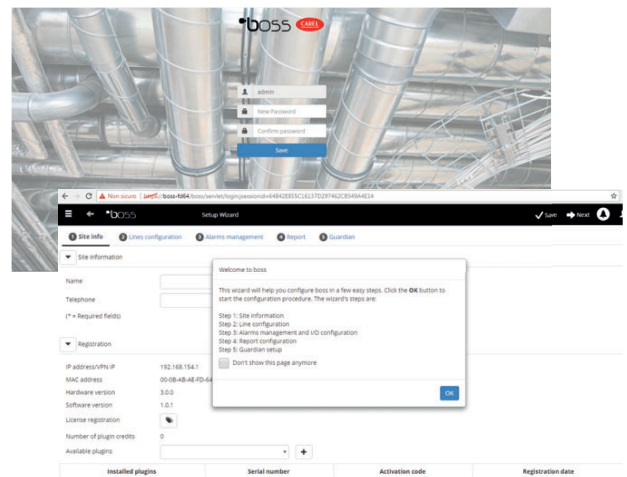 boss CAREL
admin
New Password
Confirm password
Save
Non sicuro | https://boss-fd64/boss/servlet/login;jsessionid=
boss Setup Wizard Save Next
1 Site Info 2 Lines configuration 3 Alarms management 4 Report 5 Guardian
Site information
Name
Telephone
(* = Required fields)
Welcome to boss
This wizard will help you configure boss in a few easy steps. Click the OK button to
start the configuration procedure. The wizard's steps are:
Step 1: Site information
Step 2: Line configuration
Step 3: Alarms management and I/O configuration
Step 4: Report configuration
Step 5: Guardian setup
Don't show this page anymore
OK
Registration
IP address/VPN IP 192.168.154.1
MAC address 00-0B-AB-AE-FD-64
Hardware version 3.0.0
Software version 1.0.1
License registration
Number of plugin credits 0
Available plugins
Installed plugins Serial number Activation code Registration date